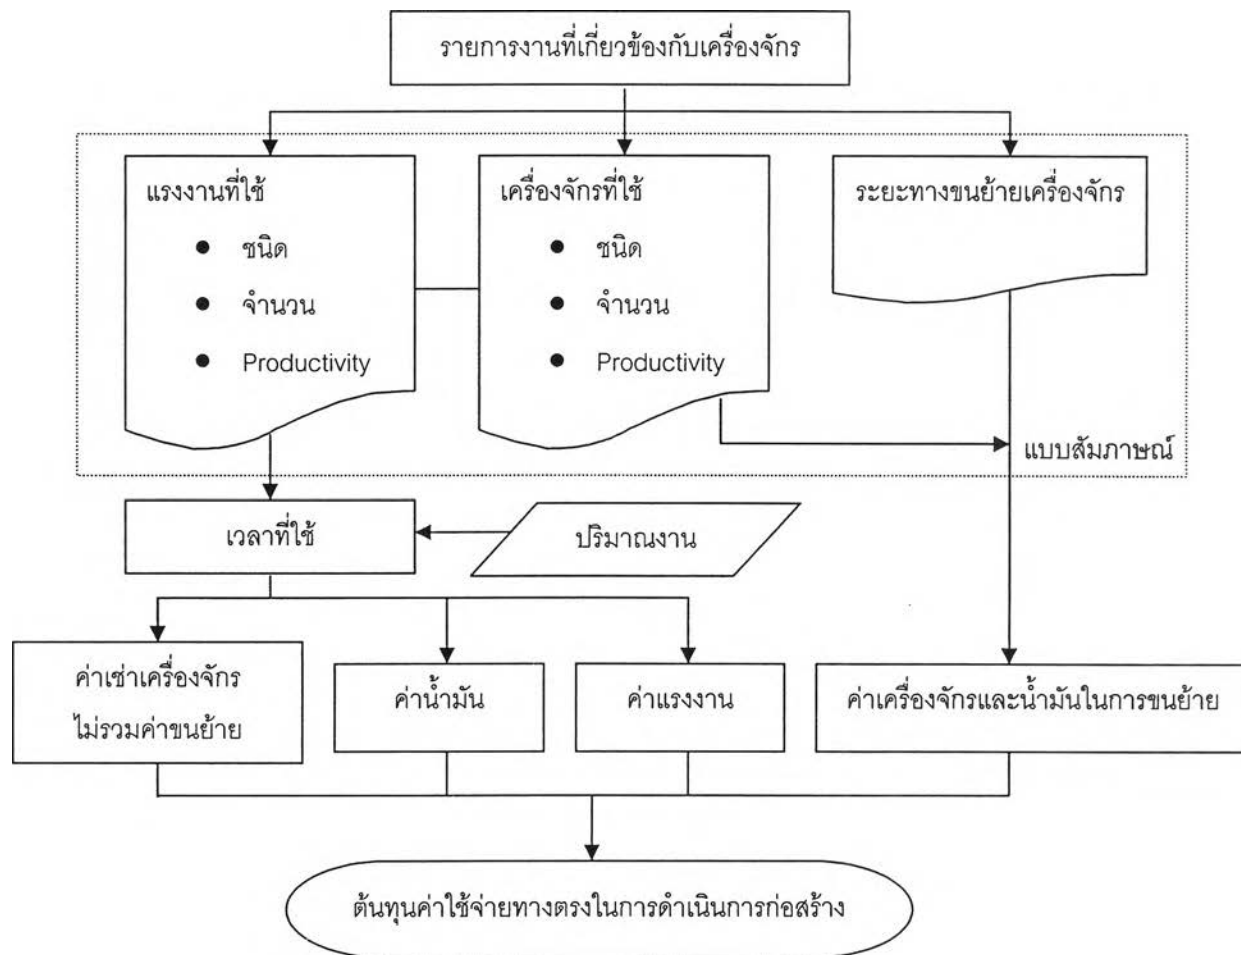 รายการงานที่เกี่ยวข้องกับเครื่องจักร
แรงงานที่ใช้
● ชนิด
● จำนวน
● Productivity
เครื่องจักรที่ใช้
● ชนิด
● จำนวน
● Productivity
ระยะทางขนย้ายเครื่องจักร
แบบสัมภาษณ์
เวลาที่ใช้
ปริมาณงาน
ค่าเช่าเครื่องจักร
ไม่รวมค่าขนย้าย
ค่าน้ำมัน
ค่าแรงงาน
ค่าเครื่องจักรและน้ำมันในการขนย้าย
ต้นทุนค่าใช้จ่ายทางตรงในการดำเนินการก่อสร้าง